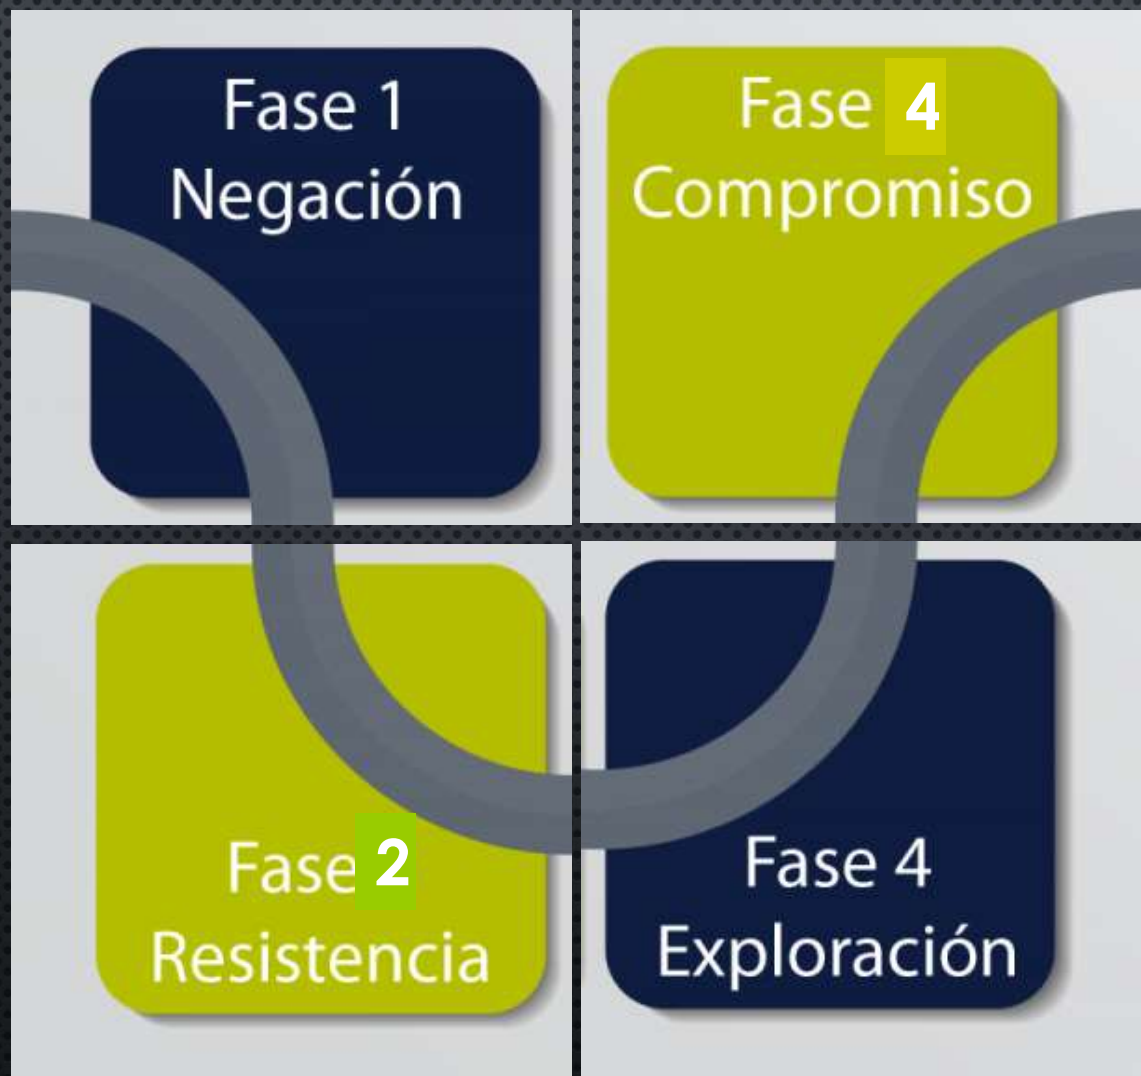 Fase 1
Negación
Fase 4
Compromiso
Fase 2
Resistencia
Fase 4
Exploración